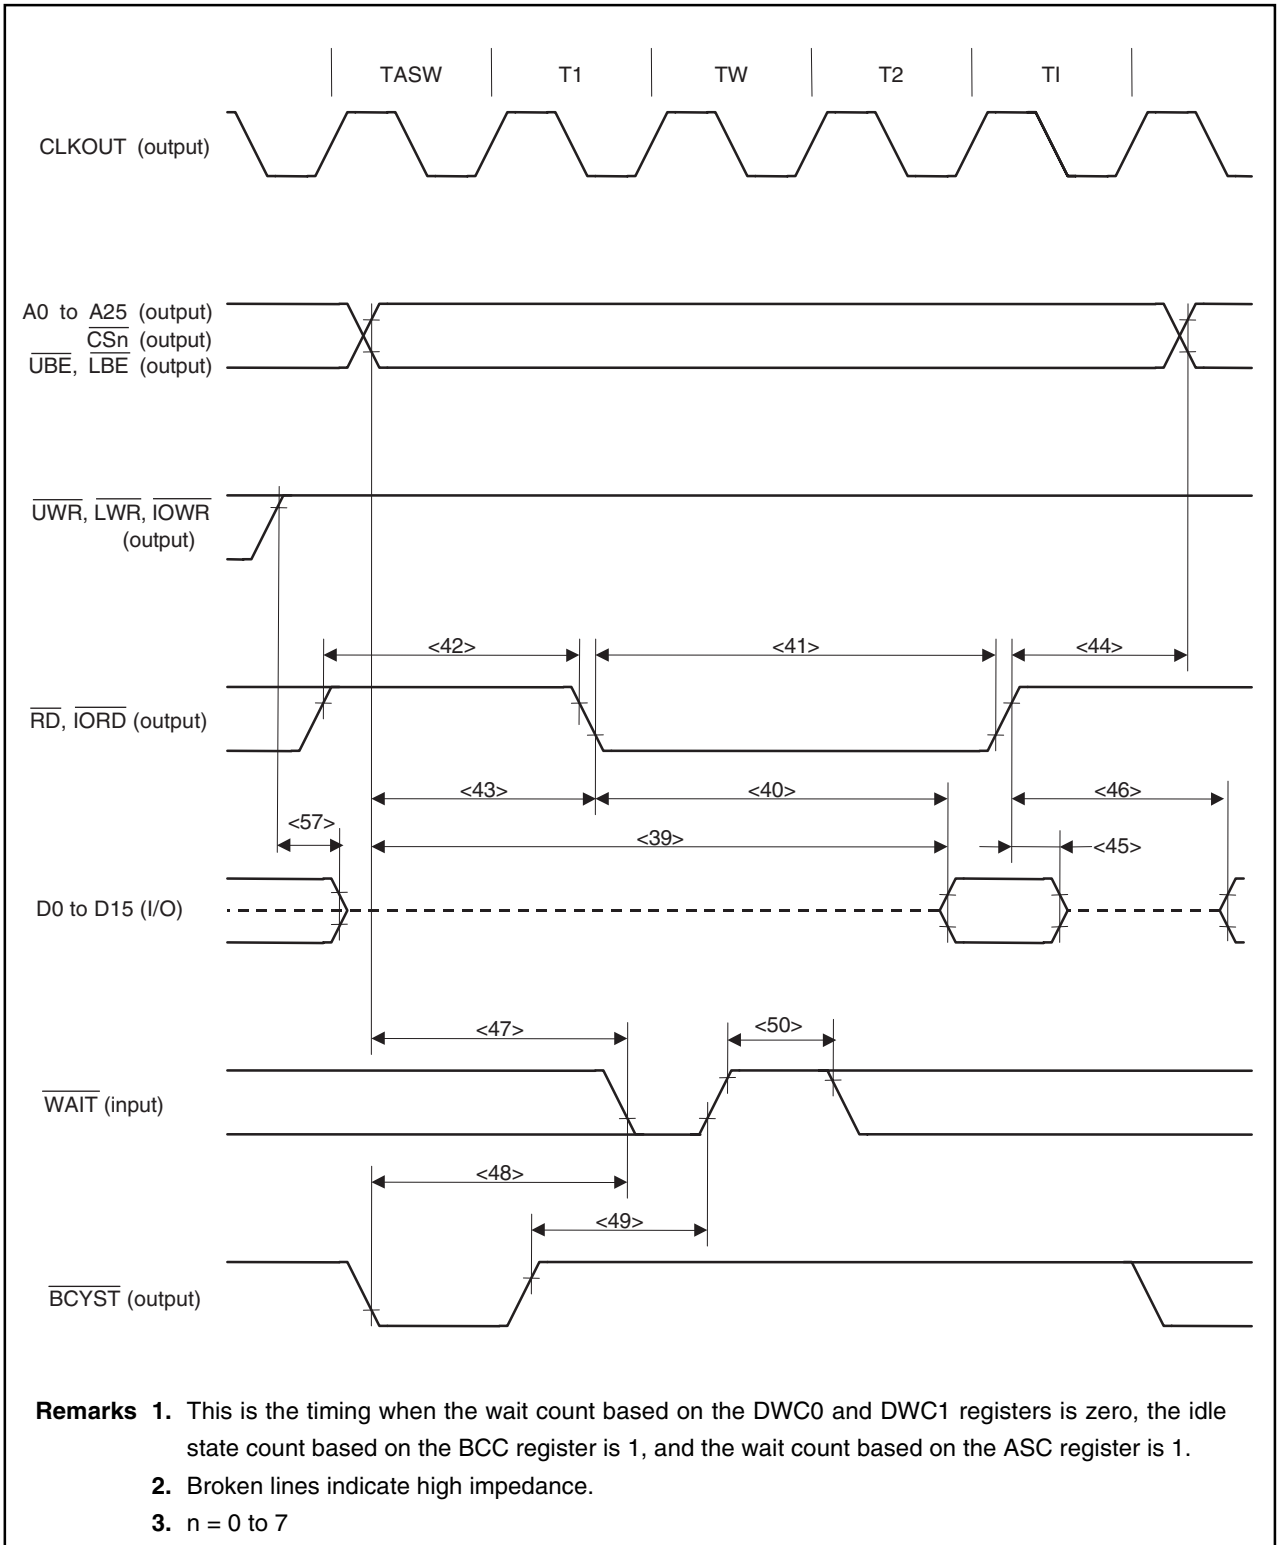 TASW T1 TW T2 TI
CLKOUT (output)
A0 to A25 (output)
CSn (output)
UBE, LBE (output)
UWR, LWR, IOWR
(output)
<42> <41> <44>
RD, IORD (output)
<43> <40> <46>
<57> <39> <45>
D0 to D15 (I/O)
<47> <50>
WAIT (input)
<48>
<49>
BCYST (output)
Remarks 1. This is the timing when the wait count based on the DWC0 and DWC1 registers is zero, the idle
state count based on the BCC register is 1, and the wait count based on the ASC register is 1.
2. Broken lines indicate high impedance.
3. n = 0 to 7